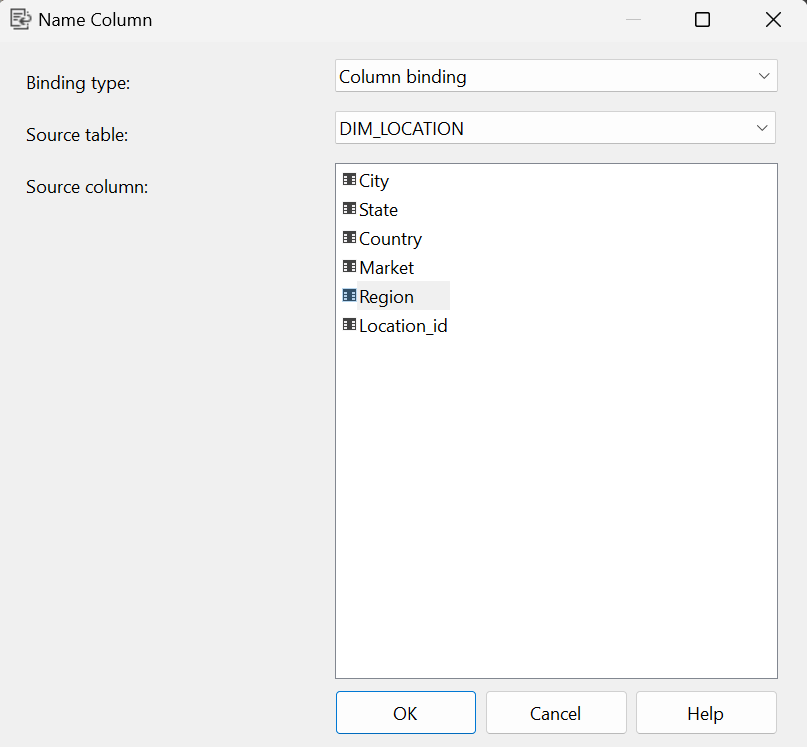 Name Column
Binding type:
Column binding
Source table:
DIM_LOCATION
Source column:
City
State
Country
Market
Region
Location_id
OK
Cancel
Help